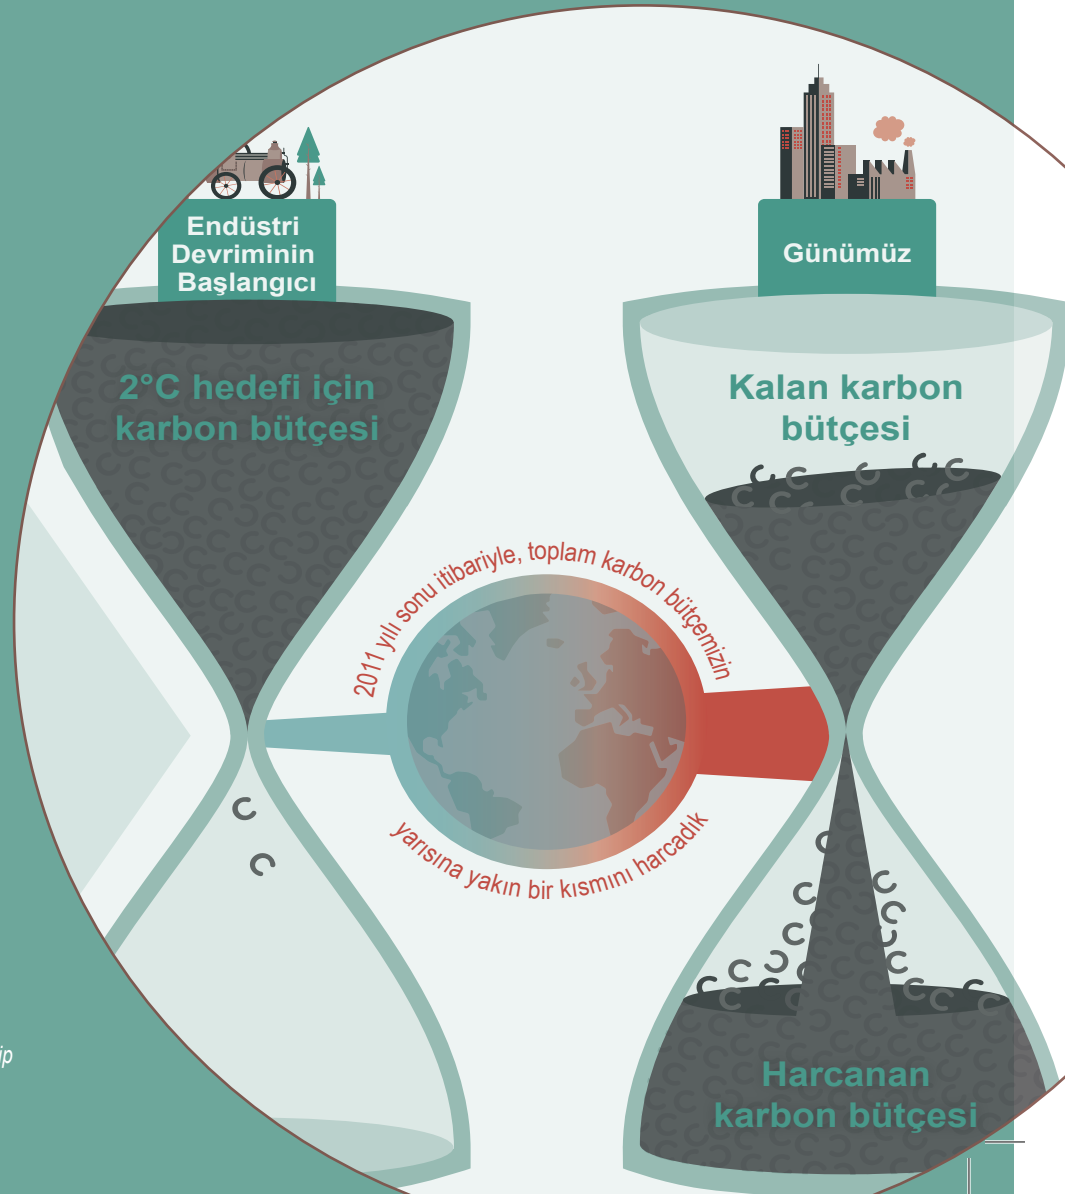 Endüstri
Devriminin
Başlangıcı
Günümüz
2°C hedefi için
karbon bütçesi
Kalan karbon
bütçesi
2011 yılı sonu itibariyle, toplam karbon bütçemizin
yarısına yakın bir kısmını harcadık
ip
Harcanan
karbon bütçesi